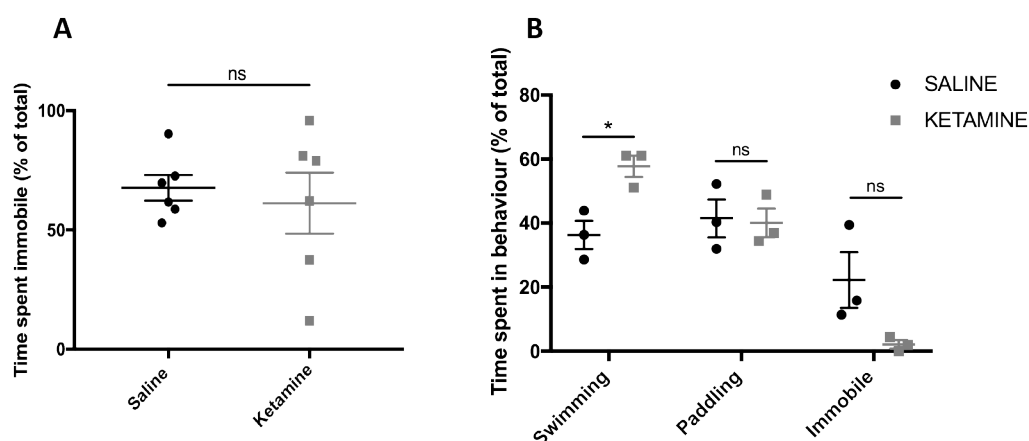 A
ns
Time spent immobile (% of total)
100
50
0
Saline
Ketamine
B
SALINE
KETAMINE
Time spent in behaviour (% of total)
80
60
40
20
0
*
ns
ns
Swimming
Paddling
Immobile